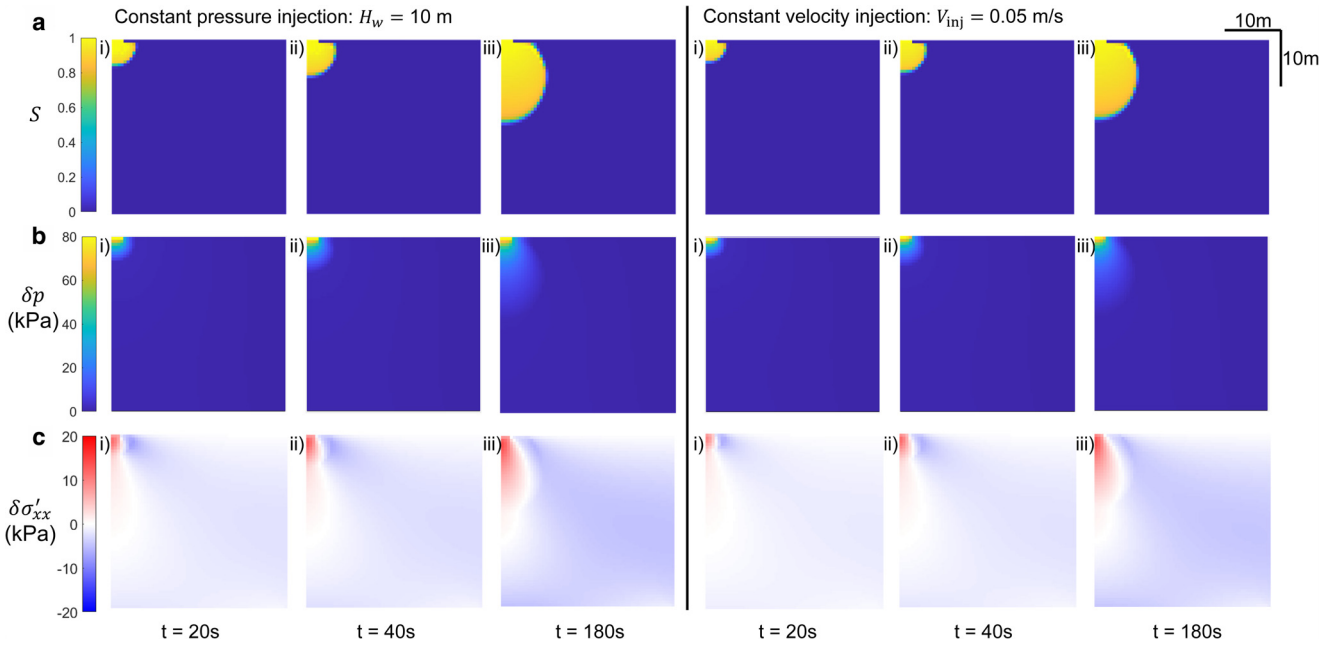 a
Constant pressure injection: H_w = 10 m
Constant velocity injection: V_inj = 0.05 m/s
10m
10m
i)
ii)
iii)
i)
ii)
iii)
1
0.8
0.6
0.4
0.2
0
S
b
i)
ii)
iii)
i)
ii)
iii)
80
60
40
20
0
δp
(kPa)
c
i)
ii)
iii)
i)
ii)
iii)
20
10
0
-10
-20
δσ′_xx
(kPa)
t = 20s
t = 40s
t = 180s
t = 20s
t = 40s
t = 180s